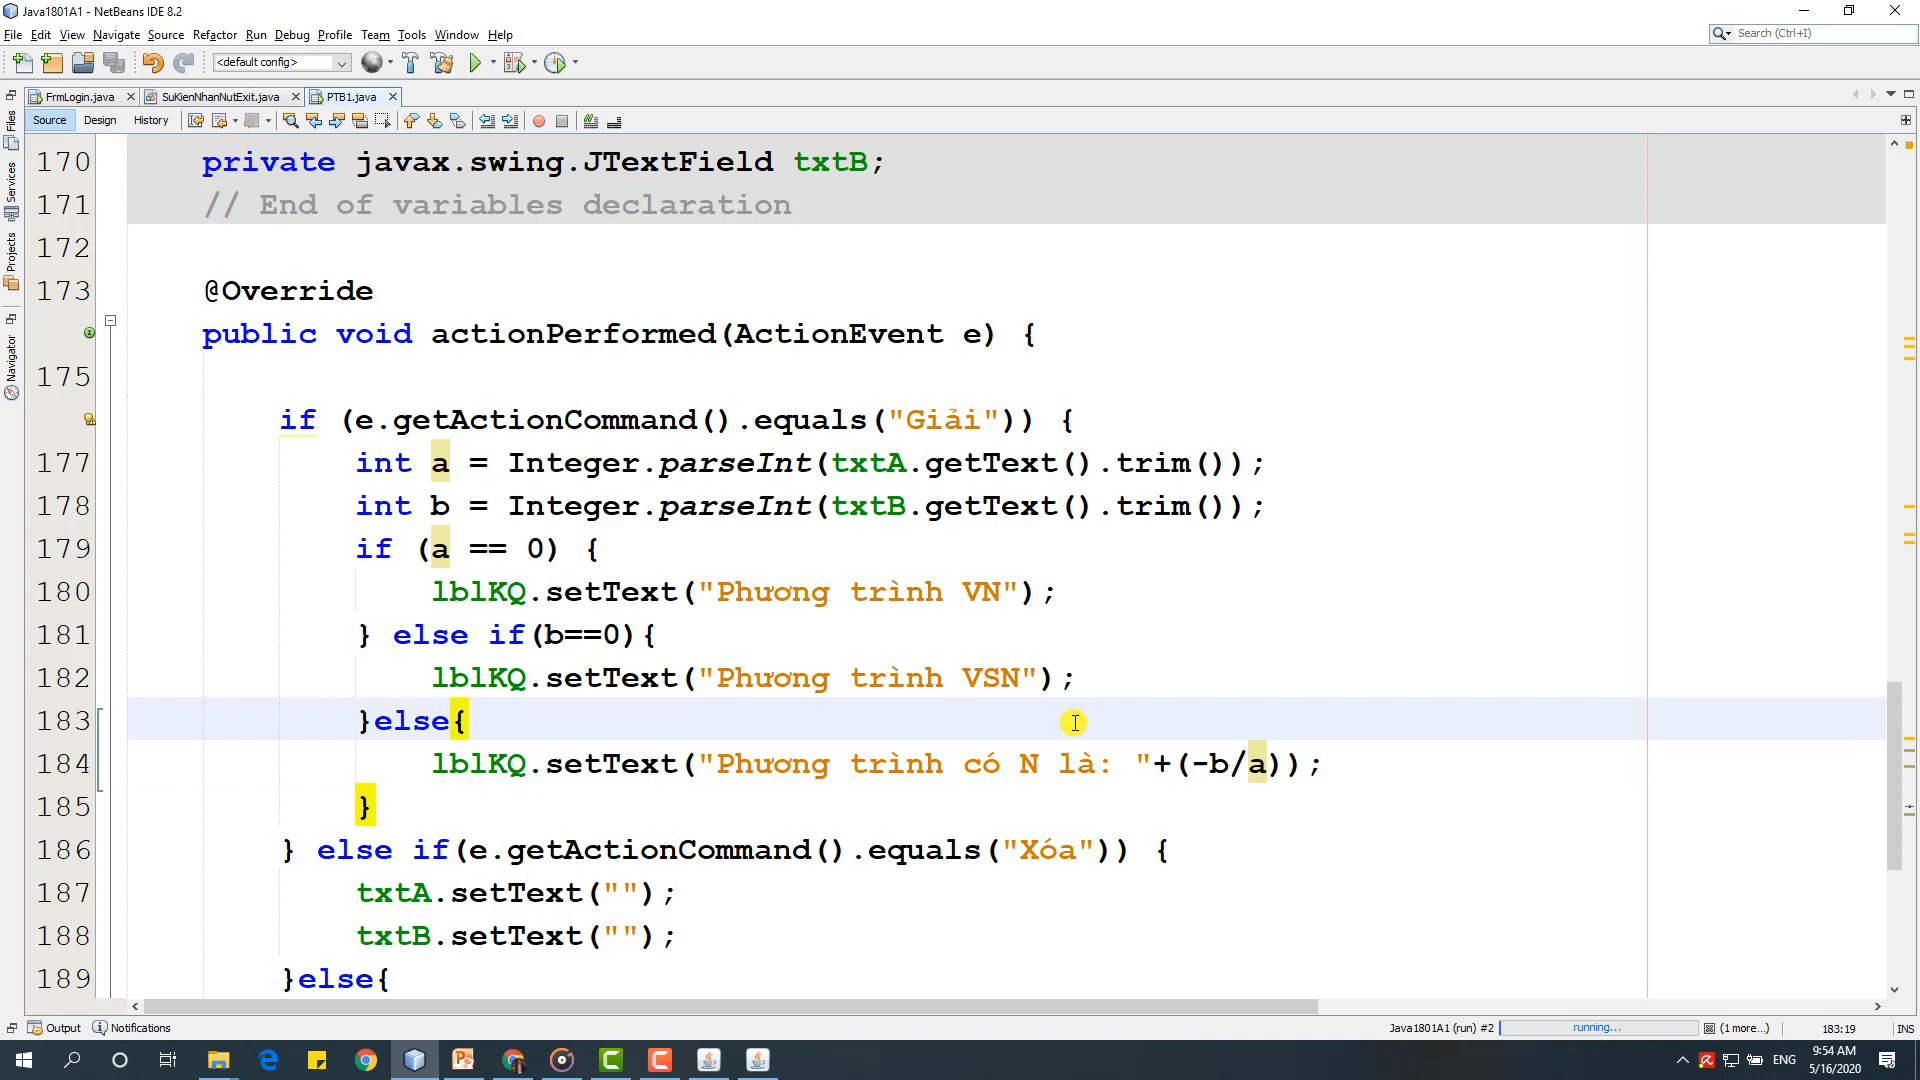 Java1801A1 - NetBeans IDE 8.2
File Edit View Navigate Source Refactor Run Debug Profile Team Tools Window Help
Search (Ctrl+I)
<default config>
FrmLogin.java SuKienNhanNutExit.java PTB1.java
Source Design History
Files
Services
Projects
Navigator
170 private javax.swing.JTextField txtB;
171 // End of variables declaration
172
173 @Override
public void actionPerformed(ActionEvent e) {
175
if (e.getActionCommand().equals("Giải")) {
177 int a = Integer.parseInt(txtA.getText().trim());
178 int b = Integer.parseInt(txtB.getText().trim());
179 if (a == 0) {
180 lblKQ.setText("Phương trình VN");
181 } else if(b==0){
182 lblKQ.setText("Phương trình VSN");
183 }else{
184 lblKQ.setText("Phương trình có N là: "+(-b/a));
185 }
186 } else if(e.getActionCommand().equals("Xóa")) {
187 txtA.setText("");
188 txtB.setText("");
189 }else{
Output Notifications Java1801A1 (run) #2 running... (1 more...) 183:19 INS
ENG
9:54 AM
5/16/2020